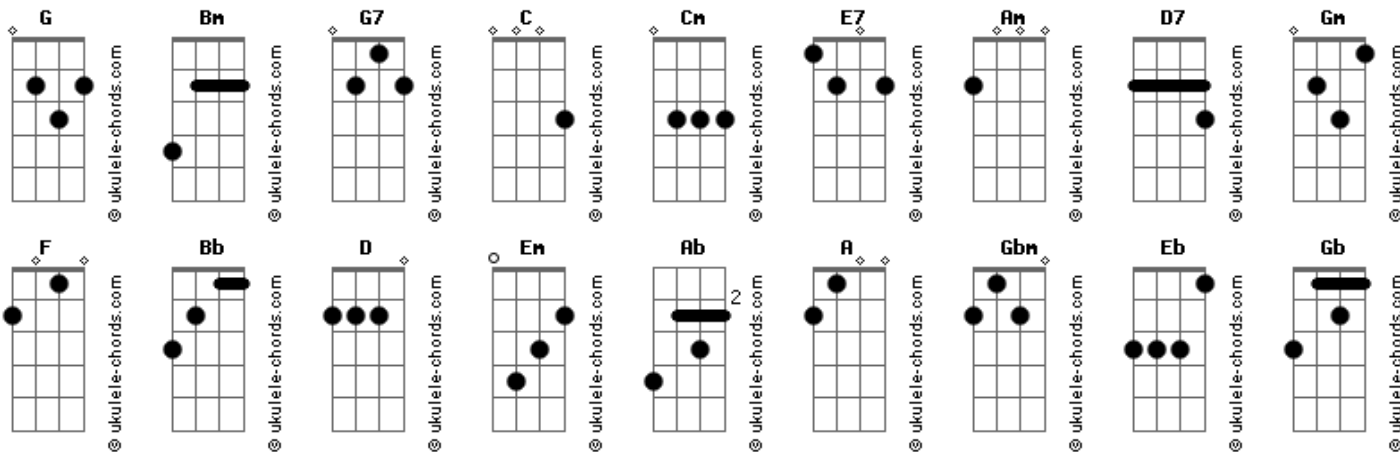 G Bm G7 C Cm E7 Am D7 Gm
© ukulele-chords.com © ukulele-chords.com © ukulele-chords.com © ukulele-chords.com © ukulele-chords.com © ukulele-chords.com © ukulele-chords.com © ukulele-chords.com © ukulele-chords.com
F Bb D Em Ab A Gbm Eb Gb
2
© ukulele-chords.com © ukulele-chords.com © ukulele-chords.com © ukulele-chords.com © ukulele-chords.com © ukulele-chords.com © ukulele-chords.com © ukulele-chords.com © ukulele-chords.com